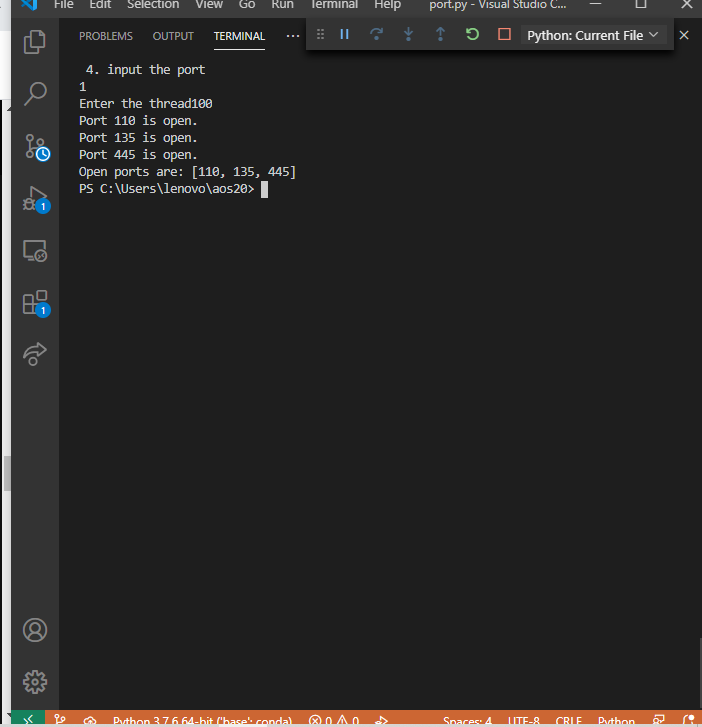 File Edit Selection View Go Run Terminal Help port.py - Visual Studio C...
PROBLEMS OUTPUT TERMINAL ... Python: Current File
4. input the port
1
Enter the thread100
Port 110 is open.
Port 135 is open.
Port 445 is open.
Open ports are: [110, 135, 445]
PS C:\Users\lenovo\aos20>
1
1
Python 3.7.6 64-bit ('base': conda) 0 0 Spaces: 4 UTF-8 CRLF Python